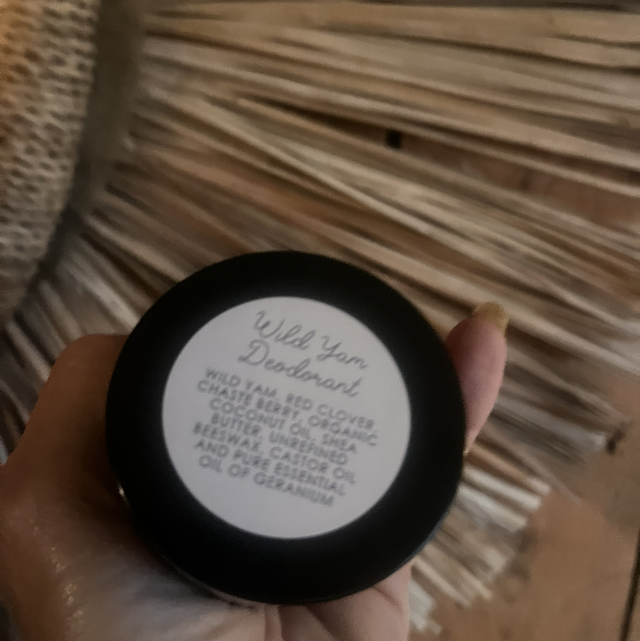 Wild Yam
Deodorant
WILD YAM, RED CLOVER,
CHASTE BERRY, ORGANIC
COCONUT OIL, SHEA
BUTTER, UNREFINED
BEESWAX, CASTOR OIL
AND PURE ESSENTIAL
OIL OF GERANIUM